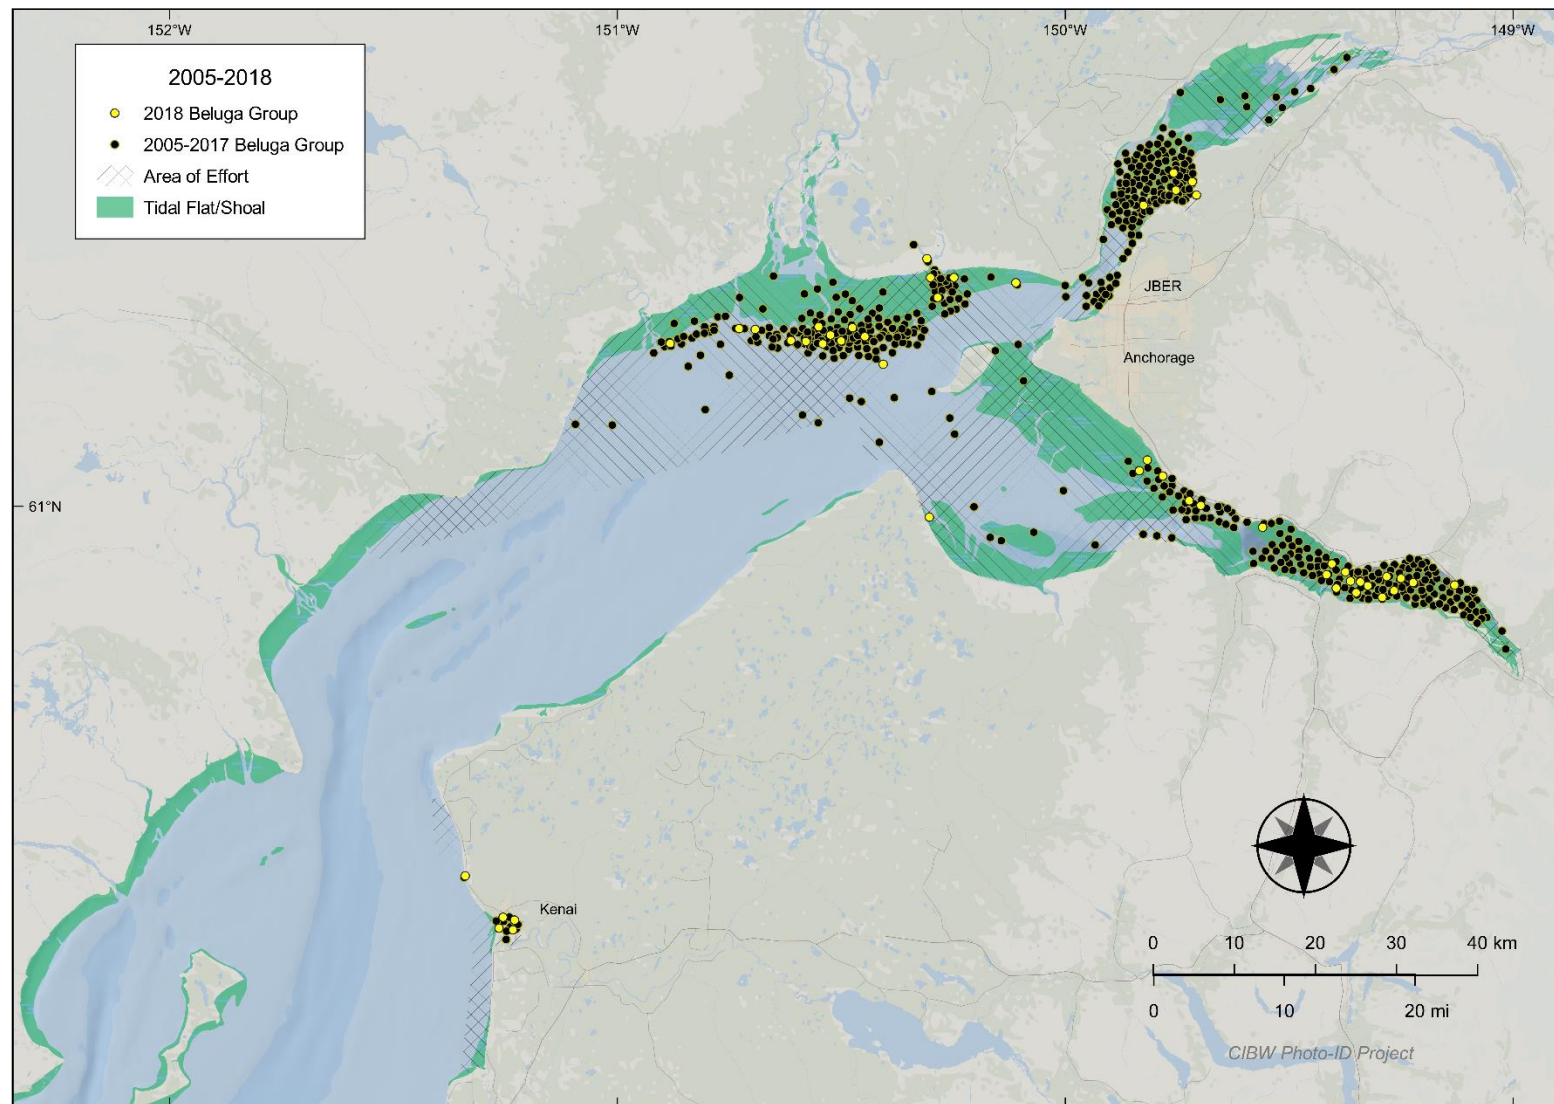 152°W
151°W
150°W
149°W
2005-2018
2018 Beluga Group
2005-2017 Beluga Group
Area of Effort
Tidal Flat/Shoal
JBER
Anchorage
61°N
Kenai
0 10 20 30 40 km
0 10 20 mi
CIBW Photo-ID Project